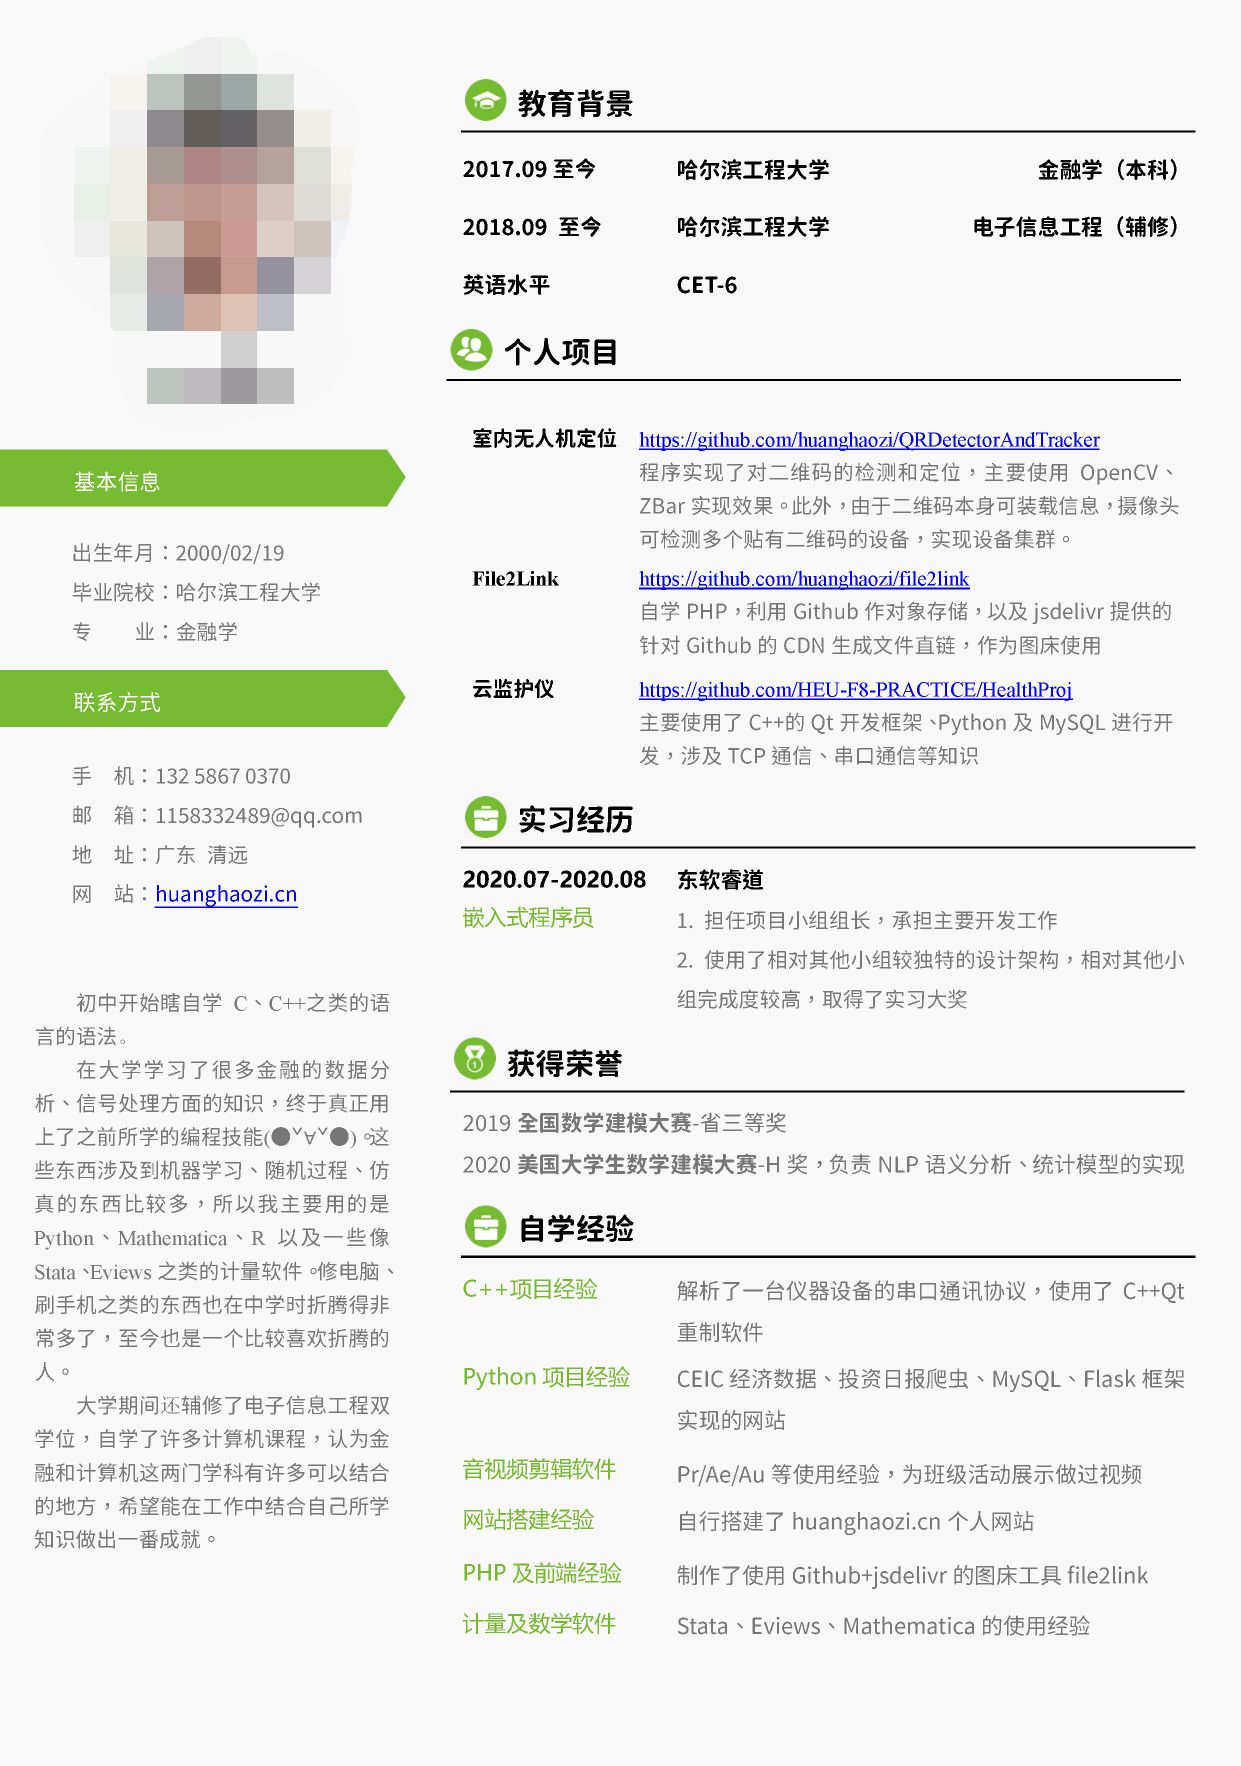 基本信息
出生年月：2000/02/19
毕业院校：哈尔滨工程大学
专　　业：金融学
联系方式
手　机：132 5867 0370
邮　箱：1158332489@qq.com
地　址：广东 清远
网　站：huanghaozi.cn
初中开始瞎自学 C、C++之类的语
言的语法。
在大学学习了很多金融的数据分
析、信号处理方面的知识，终于真正用
上了之前所学的编程技能(●ˇ∀ˇ●)。这
些东西涉及到机器学习、随机过程、仿
真的东西比较多，所以我主要用的是
Python、Mathematica、R 以及一些像
Stata、Eviews 之类的计量软件。修电脑、
刷手机之类的东西也在中学时折腾得非
常多了，至今也是一个比较喜欢折腾的
人。
大学期间还辅修了电子信息工程双
学位，自学了许多计算机课程，认为金
融和计算机这两门学科有许多可以结合
的地方，希望能在工作中结合自己所学
知识做出一番成就。
教育背景
2017.09 至今 哈尔滨工程大学 金融学（本科）
2018.09 至今 哈尔滨工程大学 电子信息工程（辅修）
英语水平 CET-6
个人项目
室内无人机定位 https://github.com/huanghaozi/QRDetectorAndTracker
程序实现了对二维码的检测和定位，主要使用 OpenCV、
ZBar 实现效果。此外，由于二维码本身可装载信息，摄像头
可检测多个贴有二维码的设备，实现设备集群。
File2Link https://github.com/huanghaozi/file2link
自学 PHP，利用 Github 作对象存储，以及 jsdelivr 提供的
针对 Github 的 CDN 生成文件直链，作为图床使用
云监护仪 https://github.com/HEU-F8-PRACTICE/HealthProj
主要使用了 C++的 Qt 开发框架、Python 及 MySQL 进行开
发，涉及 TCP 通信、串口通信等知识
实习经历
2020.07-2020.08 东软睿道
嵌入式程序员 1. 担任项目小组组长，承担主要开发工作
2. 使用了相对其他小组较独特的设计架构，相对其他小
组完成度较高，取得了实习大奖
获得荣誉
2019 全国数学建模大赛-省三等奖
2020 美国大学生数学建模大赛-H 奖，负责 NLP 语义分析、统计模型的实现
自学经验
C++项目经验 解析了一台仪器设备的串口通讯协议，使用了 C++Qt
重制软件
Python 项目经验 CEIC 经济数据、投资日报爬虫、MySQL、Flask 框架
实现的网站
音视频剪辑软件 Pr/Ae/Au 等使用经验，为班级活动展示做过视频
网站搭建经验 自行搭建了 huanghaozi.cn 个人网站
PHP 及前端经验 制作了使用 Github+jsdelivr 的图床工具 file2link
计量及数学软件 Stata、Eviews、Mathematica 的使用经验